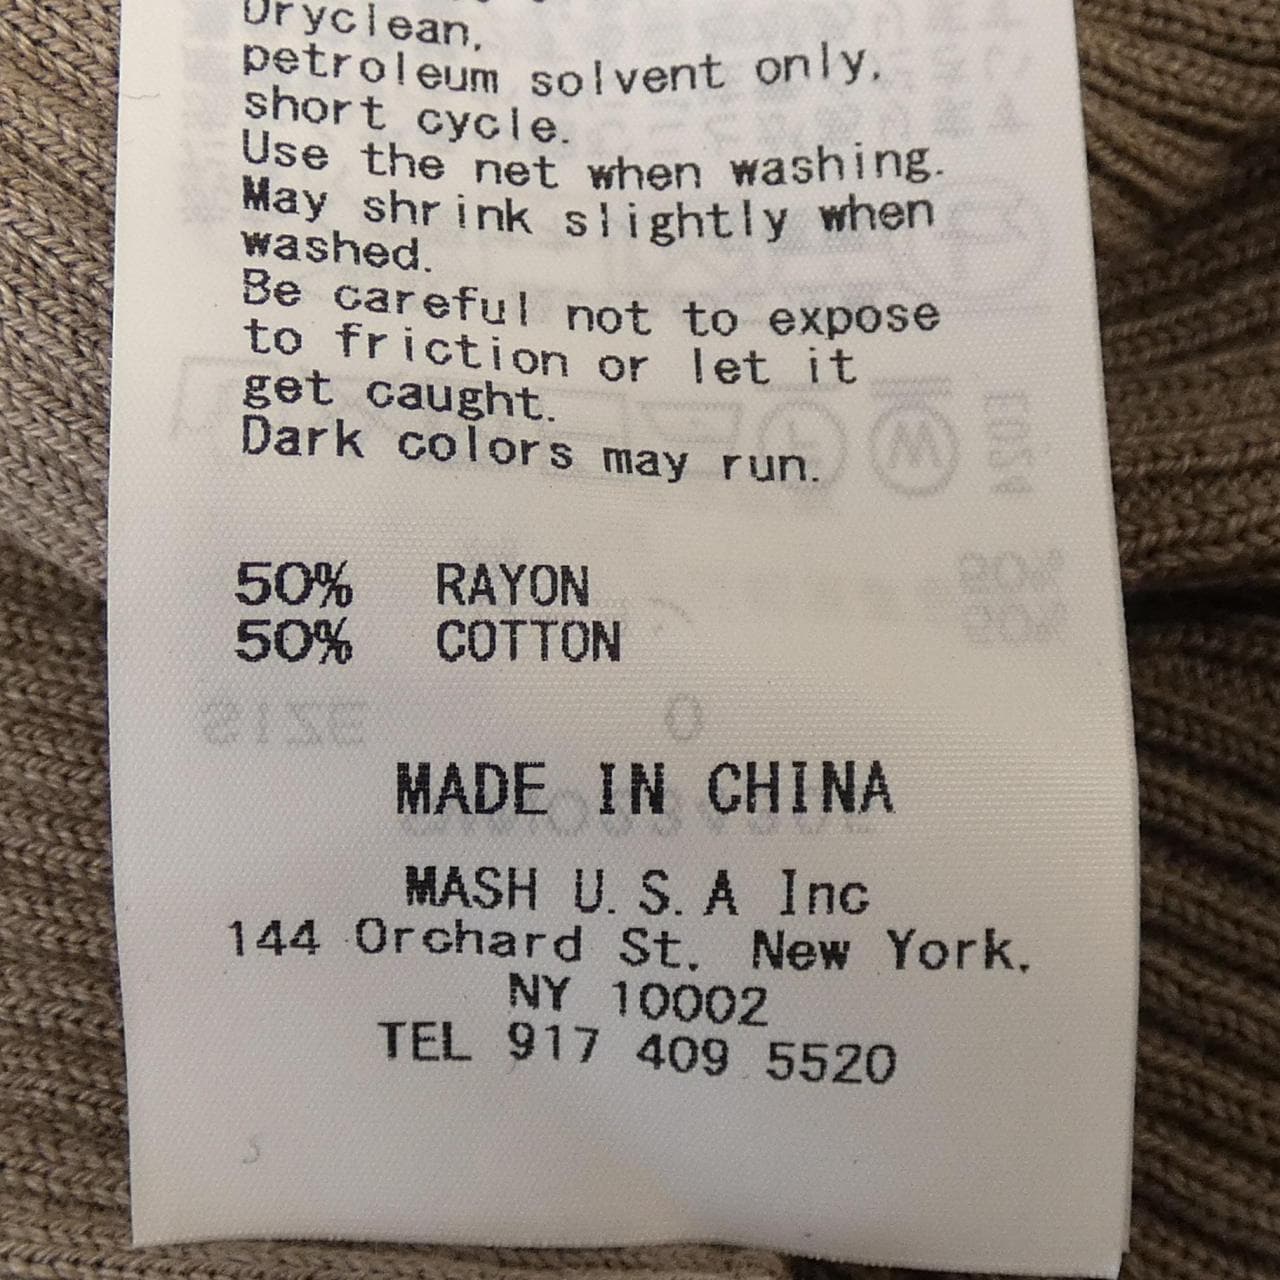 Dryclean,
petroleum solvent only,
short cycle.
Use the net when washing.
May shrink slightly when
washed.
Be careful not to expose
to friction or let it
get caught.
Dark colors may run.
50% RAYON
50% COTTON
SIZE 0
MADE IN CHINA
MASH U.S.A Inc
144 Orchard St. New York,
NY 10002
TEL 917 409 5520